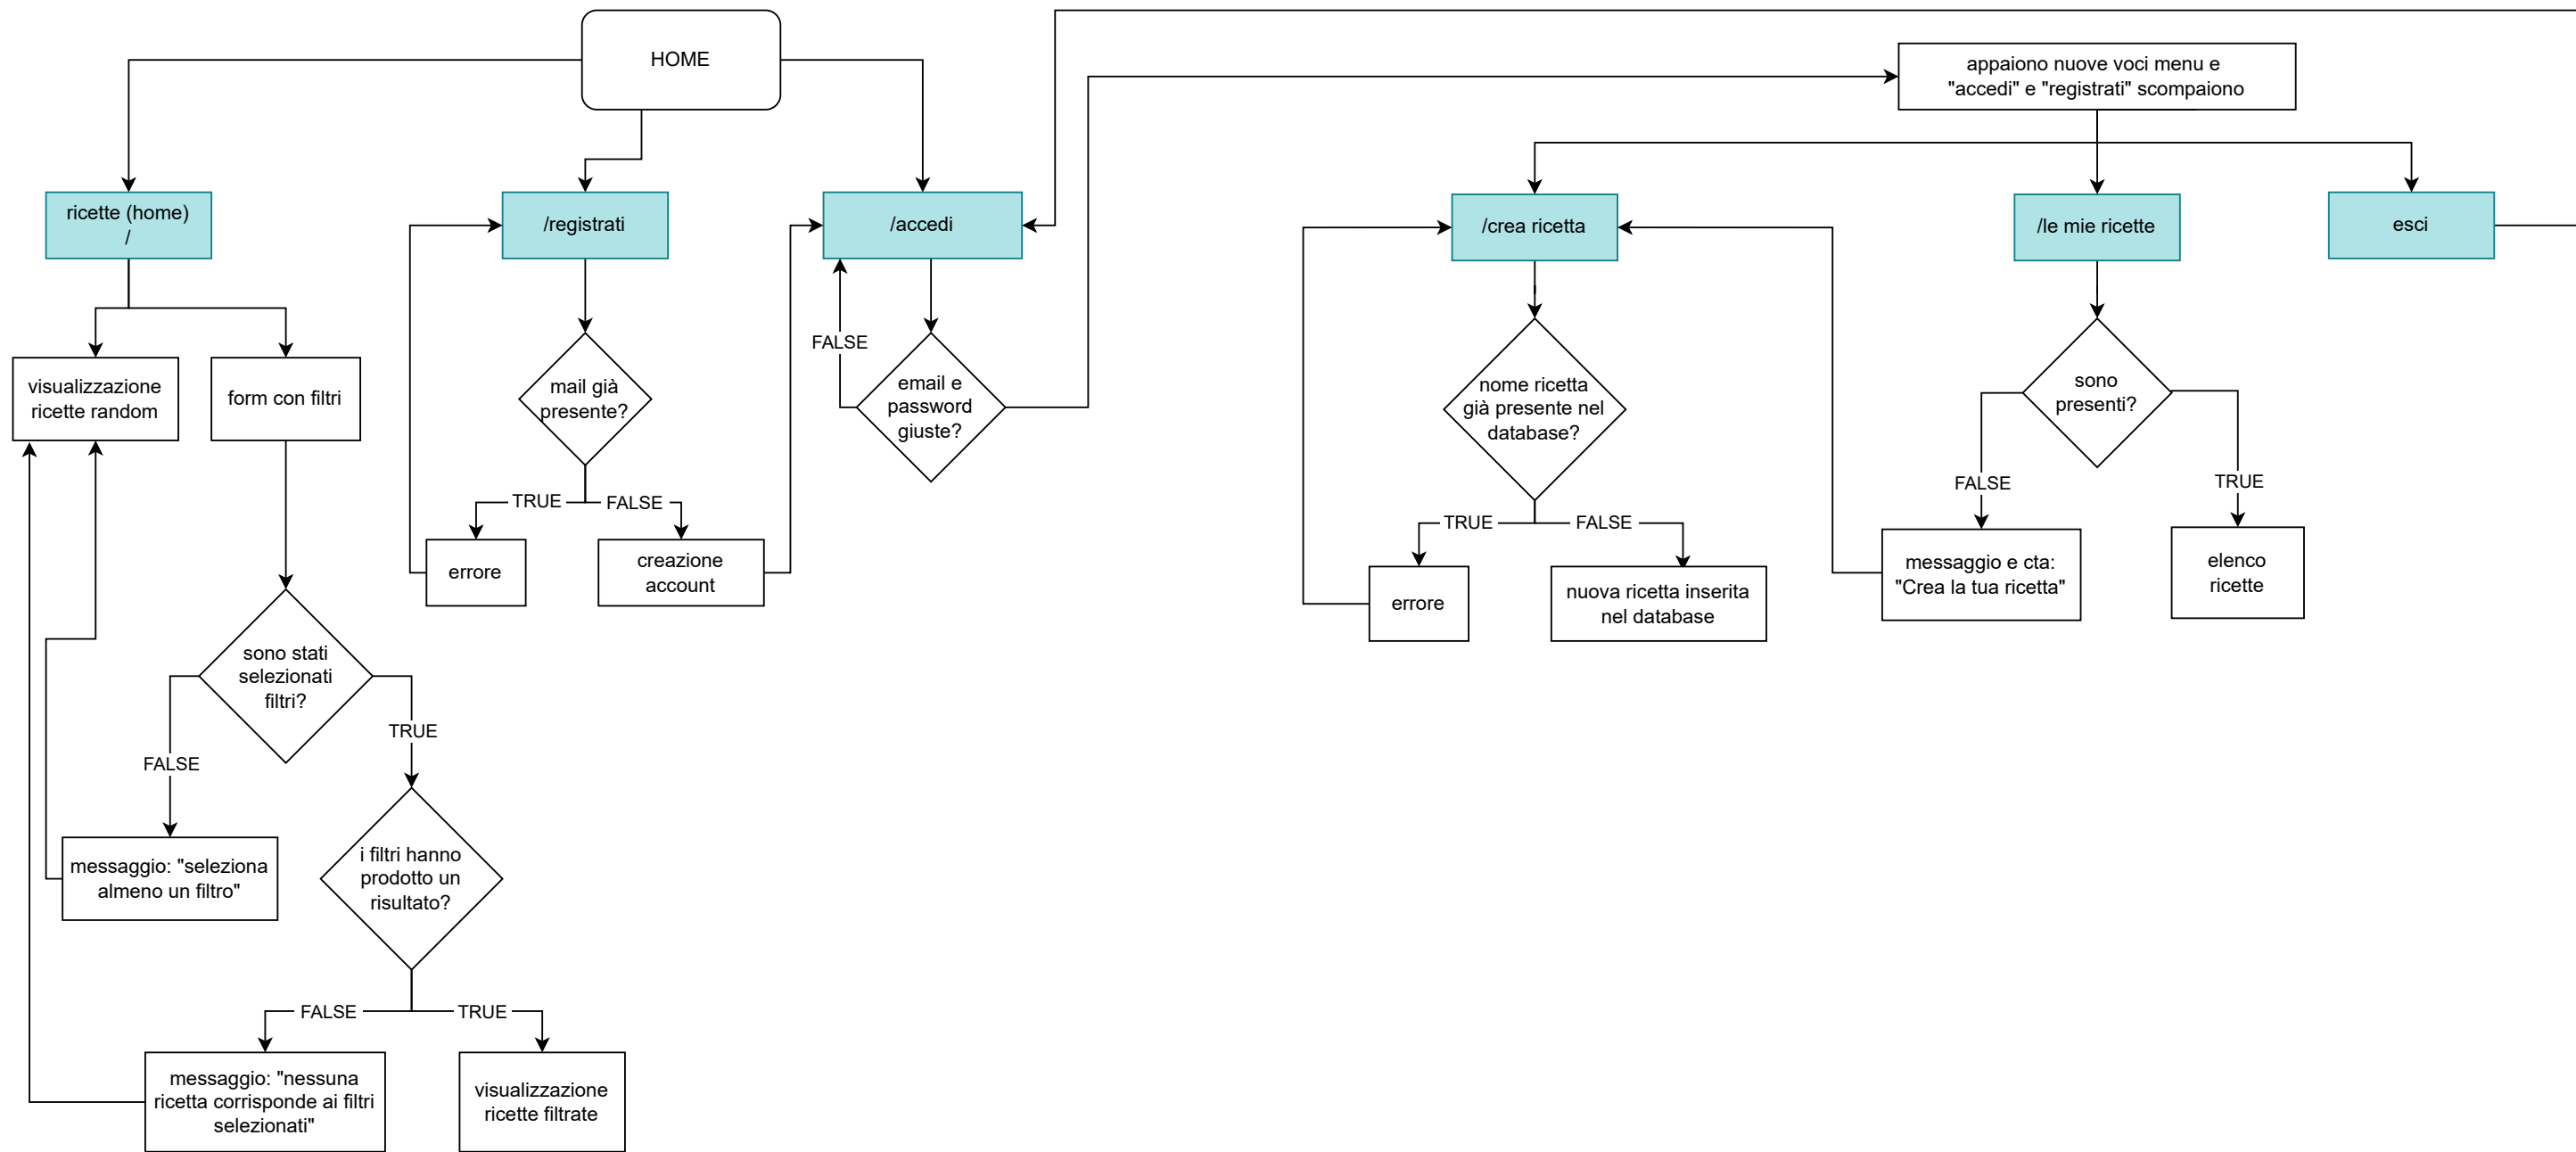 HOME
appaiono nuove voci menu e
"accedi" e "registrati" scompaiono
ricette (home)
/
/registrati
/accedi
/crea ricetta
/le mie ricette
esci
visualizzazione
ricette random
form con filtri
mail già
presente?
FALSE
email e
password
giuste?
nome ricetta
già presente nel
database?
sono
presenti?
TRUE
FALSE
TRUE
FALSE
FALSE
TRUE
errore
creazione
account
errore
nuova ricetta inserita
nel database
messaggio e cta:
"Crea la tua ricetta"
elenco
ricette
sono stati
selezionati
filtri?
FALSE
TRUE
messaggio: "seleziona
almeno un filtro"
i filtri hanno
prodotto un
risultato?
FALSE
TRUE
messaggio: "nessuna
ricetta corrisponde ai filtri
selezionati"
visualizzazione
ricette filtrate